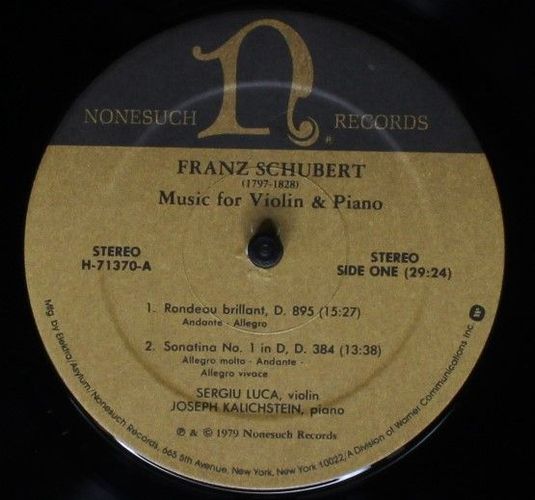 n
NONESUCH RECORDS
FRANZ SCHUBERT
(1797-1828)
Music for Violin & Piano
STEREO
H-71370-A
STEREO
SIDE ONE (29:24)
1. Rondeau brillant, D. 895 (15:27)
Andante - Allegro
2. Sonatina No. 1 in D, D. 384 (13:38)
Allegro molto - Andante -
Allegro vivace
SERGIU LUCA, violin
JOSEPH KALICHSTEIN, piano
℗ & © 1979 Nonesuch Records
Mfg. by Elektra/Asylum/Nonesuch Records, 665 5th Avenue, New York, New York 10022/A Division of Warner Communications Inc.